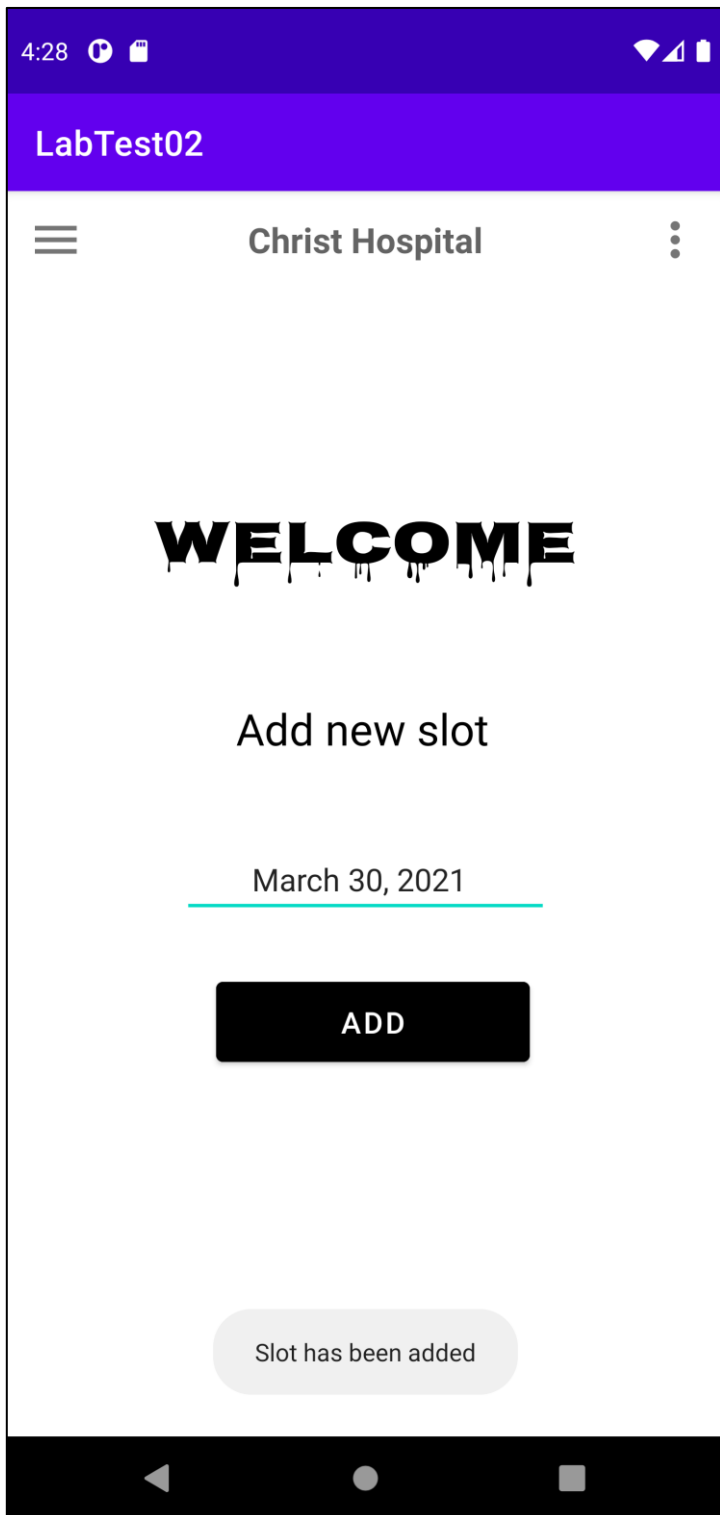 4:28
LabTest02
Christ Hospital
WELCOME
Add new slot
March 30, 2021
ADD
Slot has been added